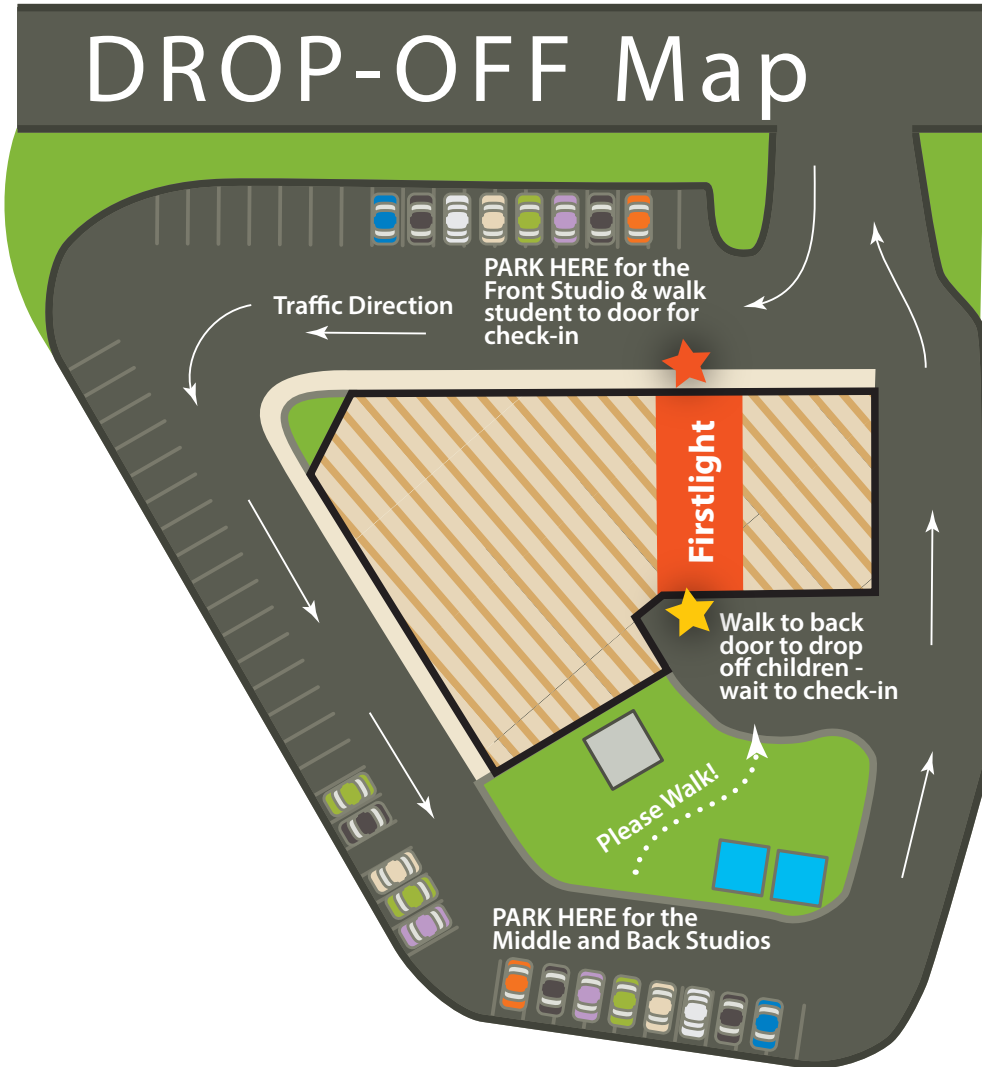 DROP-OFF Map
PARK HERE for the
Front Studio & walk
student to door for
check-in
Traffic Direction
Firstlight
Walk to back
door to drop
off children -
wait to check-in
Please Walk!
PARK HERE for the
Middle and Back Studios